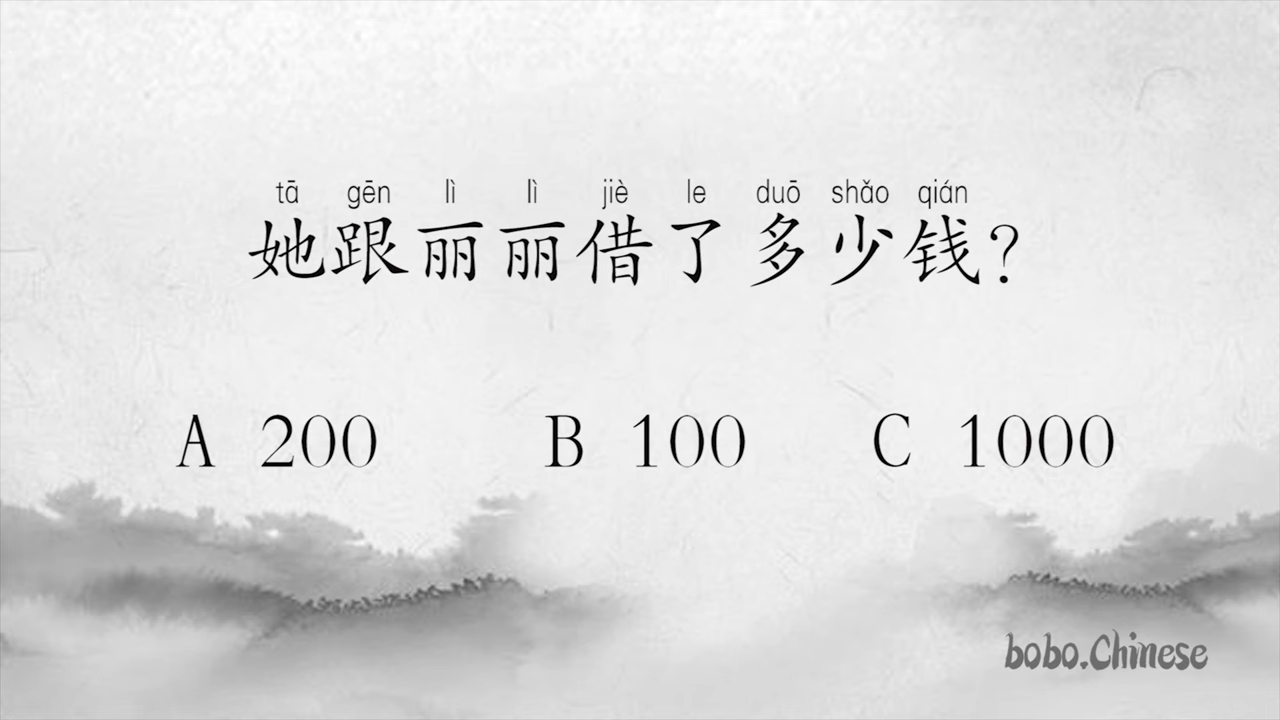 tā gēn lì lì jiè le duō shǎo qián
她跟丽丽借了多少钱?
A 200 B 100 C 1000
bobo.Chinese